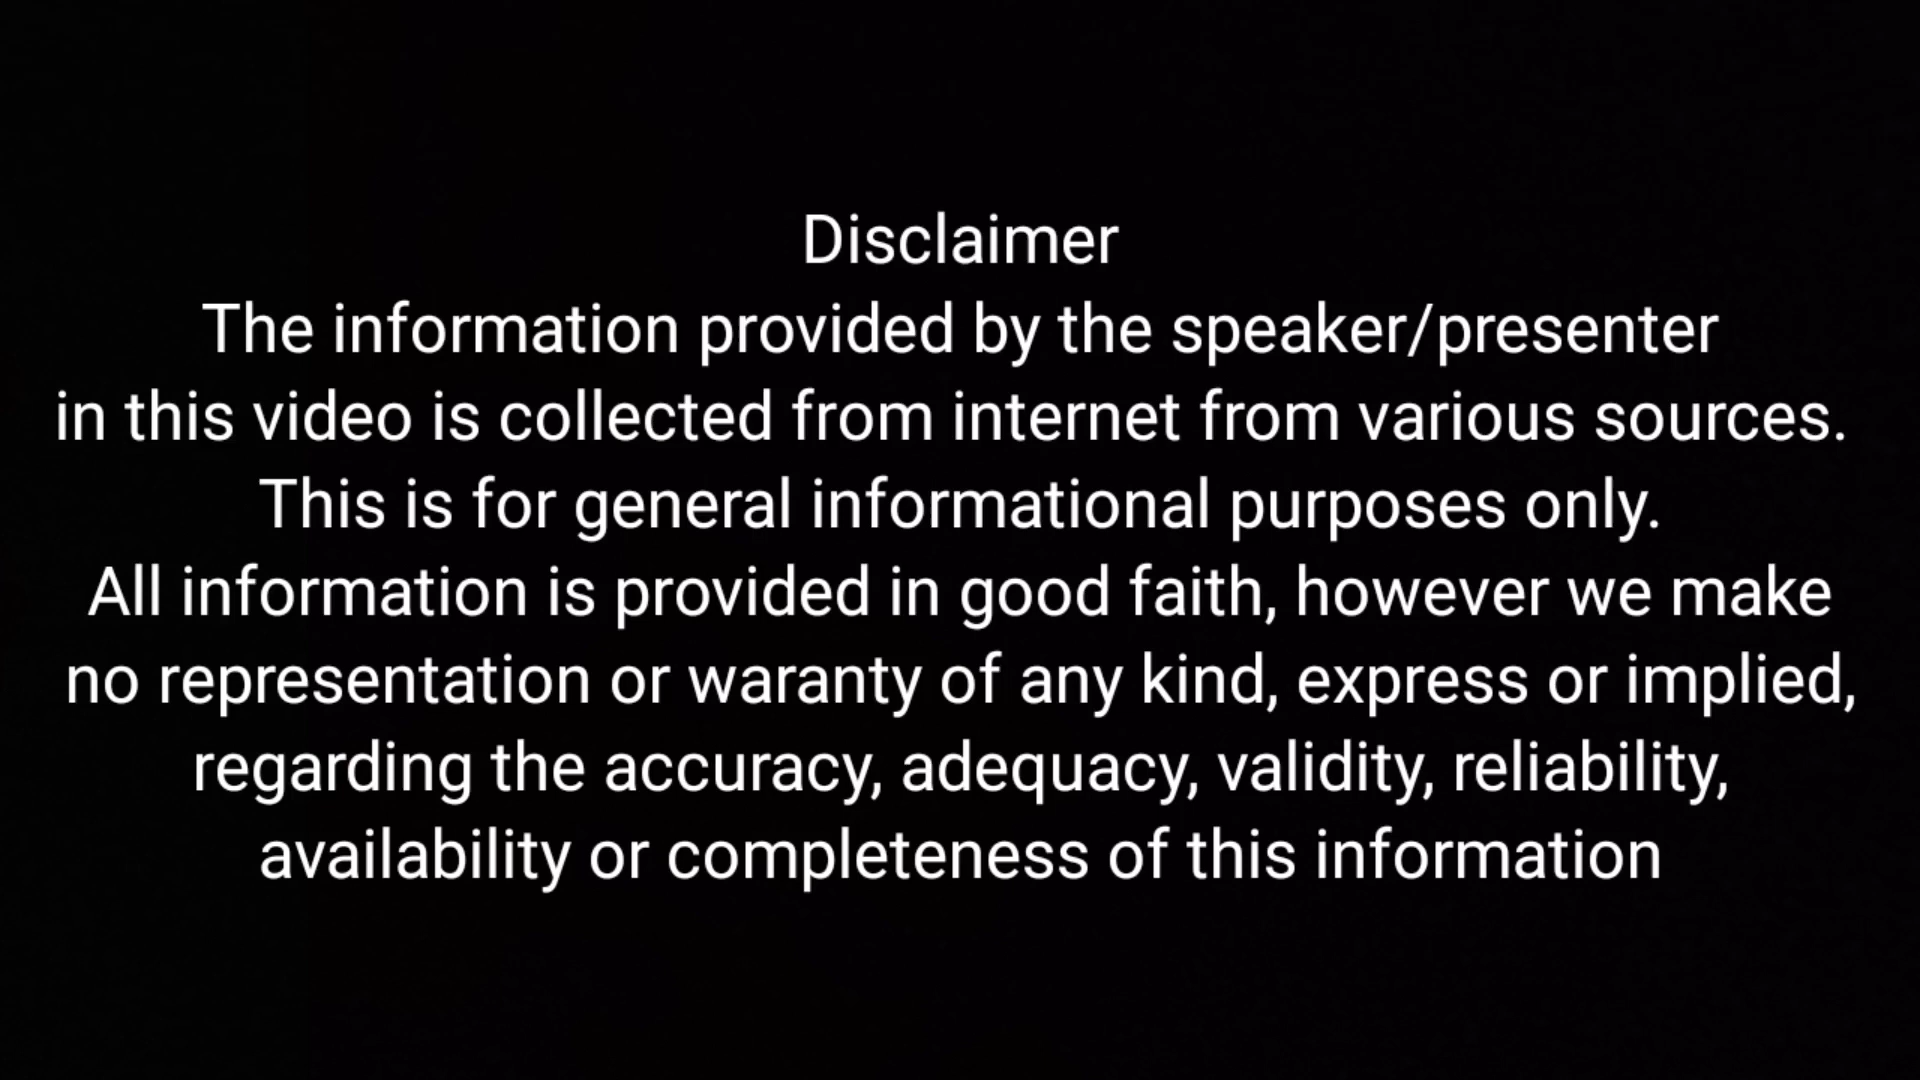 Disclaimer
The information provided by the speaker/presenter
in this video is collected from internet from various sources.
This is for general informational purposes only.
All information is provided in good faith, however we make
no representation or waranty of any kind, express or implied,
regarding the accuracy, adequacy, validity, reliability,
availability or completeness of this information